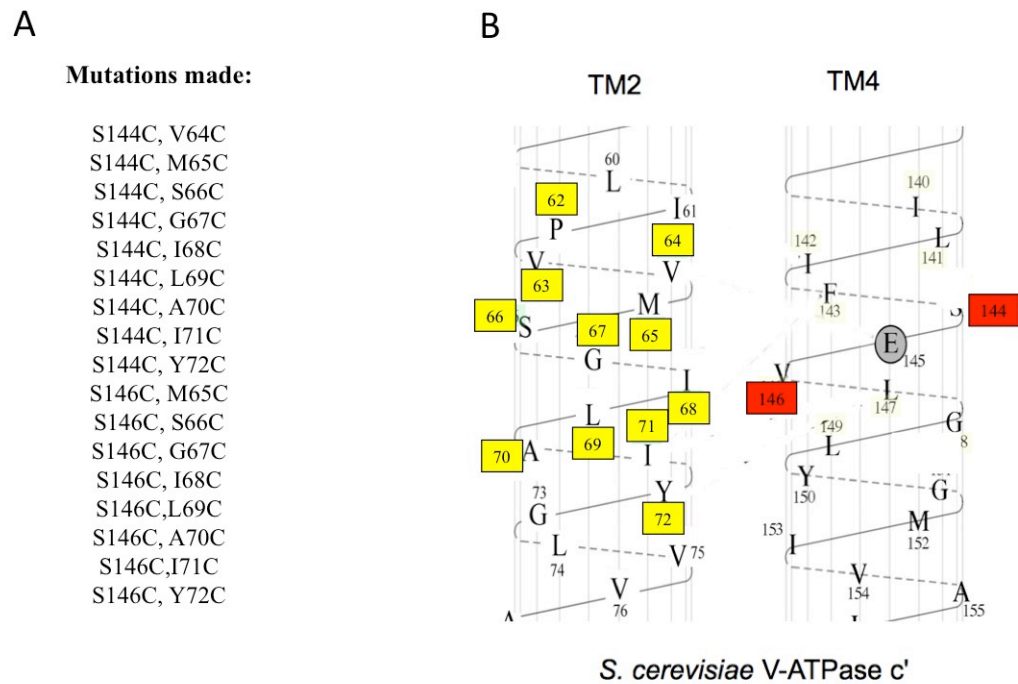 A
Mutations made:
S144C, V64C
S144C, M65C
S144C, S66C
S144C, G67C
S144C, I68C
S144C, L69C
S144C, A70C
S144C, I71C
S144C, Y72C
S146C, M65C
S146C, S66C
S146C, G67C
S146C, I68C
S146C,L69C
S146C, A70C
S146C,I71C
S146C, Y72C
B
TM2
60
L
I 61
62
P
64
V
V
63
M
65
66
S
67
G
I
68
L
69
71
I
70
A
73
G
Y
72
L
74
V 75
V
76
A
TM4
140
I
L
141
142
I
F
143
S
144
E
145
V
146
L
147
G
8
149
L
Y
150
G
M
152
153
I
V
154
A
155
S. cerevisiae V-ATPase c'